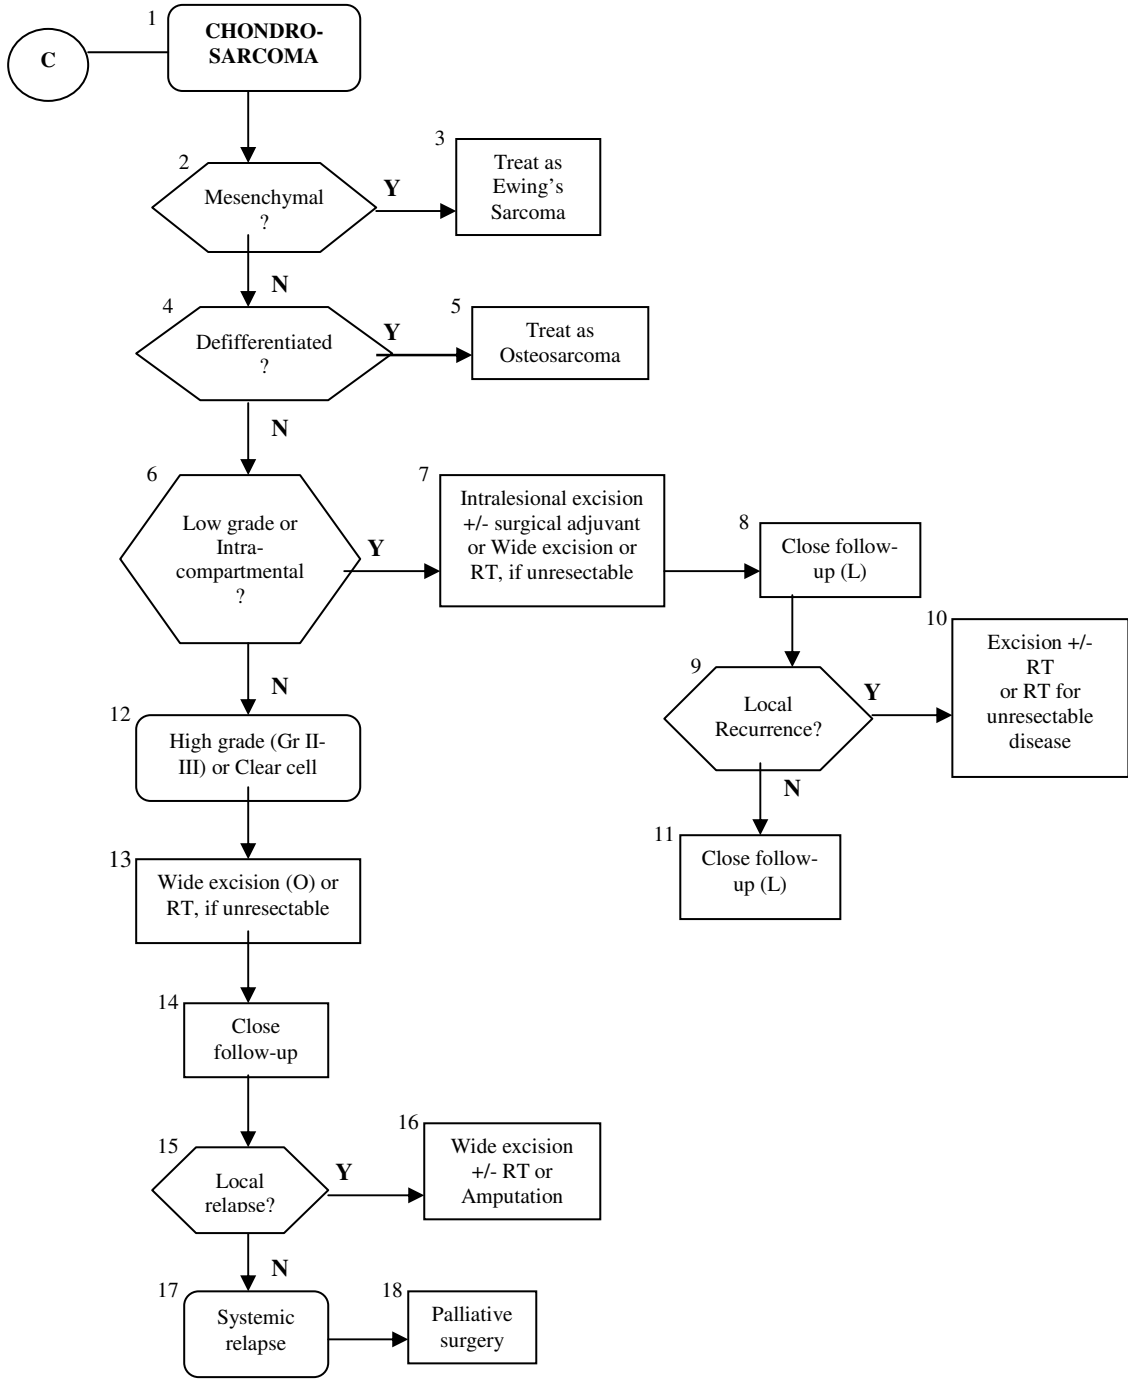 1
C
CHONDRO-
SARCOMA
2
Mesenchymal
?
Y
3
Treat as
Ewing’s
Sarcoma
N
4
Defifferentiated
?
Y
5
Treat as
Osteosarcoma
N
6
Low grade or
Intra-
compartmental
?
Y
7
Intralesional excision
+/- surgical adjuvant
or Wide excision or
RT, if unresectable
8
Close follow-
up (L)
9
Local
Recurrence?
Y
10
Excision +/-
RT
or RT for
unresectable
disease
N
11
Close follow-
up (L)
N
12
High grade (Gr II-
III) or Clear cell
13
Wide excision (O) or
RT, if unresectable
14
Close
follow-up
15
Local
relapse?
Y
16
Wide excision
+/- RT or
Amputation
N
17
Systemic
relapse
18
Palliative
surgery